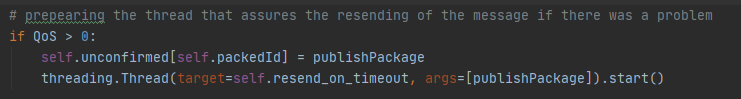 # prepearing the thread that assures the resending of the message if there was a problem
if QoS > 0:
    self.unconfirmed[self.packedId] = publishPackage
    threading.Thread(target=self.resend_on_timeout, args=[publishPackage]).start()